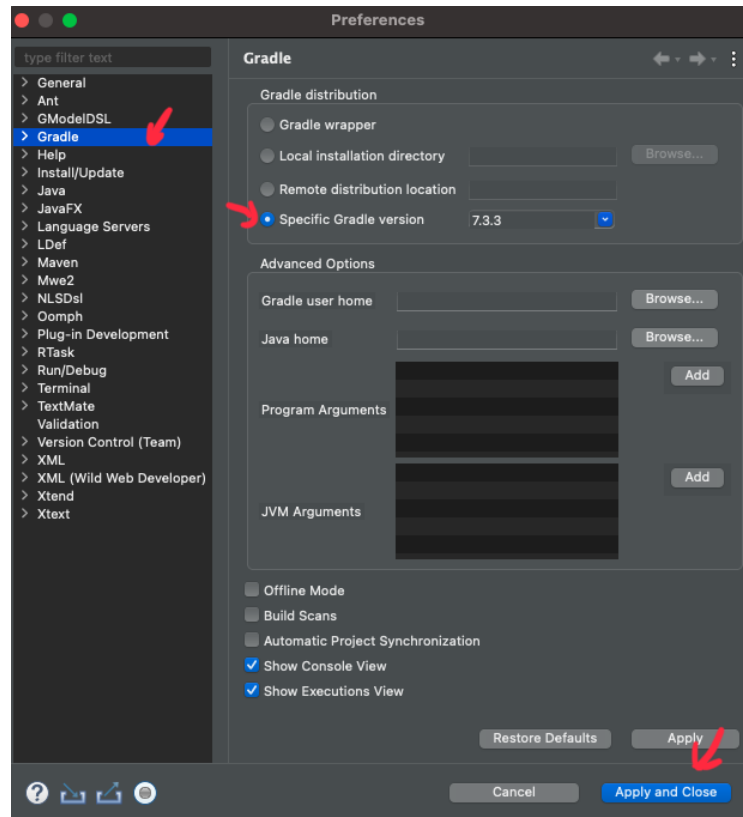 Preferences
type filter text
General
Ant
GModelDSL
Gradle
Help
Install/Update
Java
JavaFX
Language Servers
LDef
Maven
Mwe2
NLSDsl
Oomph
Plug-in Development
RTask
Run/Debug
Terminal
TextMate
Validation
Version Control (Team)
XML
XML (Wild Web Developer)
Xtend
Xtext
Gradle
Gradle distribution
Gradle wrapper
Local installation directory Browse...
Remote distribution location
Specific Gradle version 7.3.3
Advanced Options
Gradle user home Browse...
Java home Browse...
Add
Program Arguments
Add
JVM Arguments
Offline Mode
Build Scans
Automatic Project Synchronization
Show Console View
Show Executions View
Restore Defaults Apply
? Cancel Apply and Close